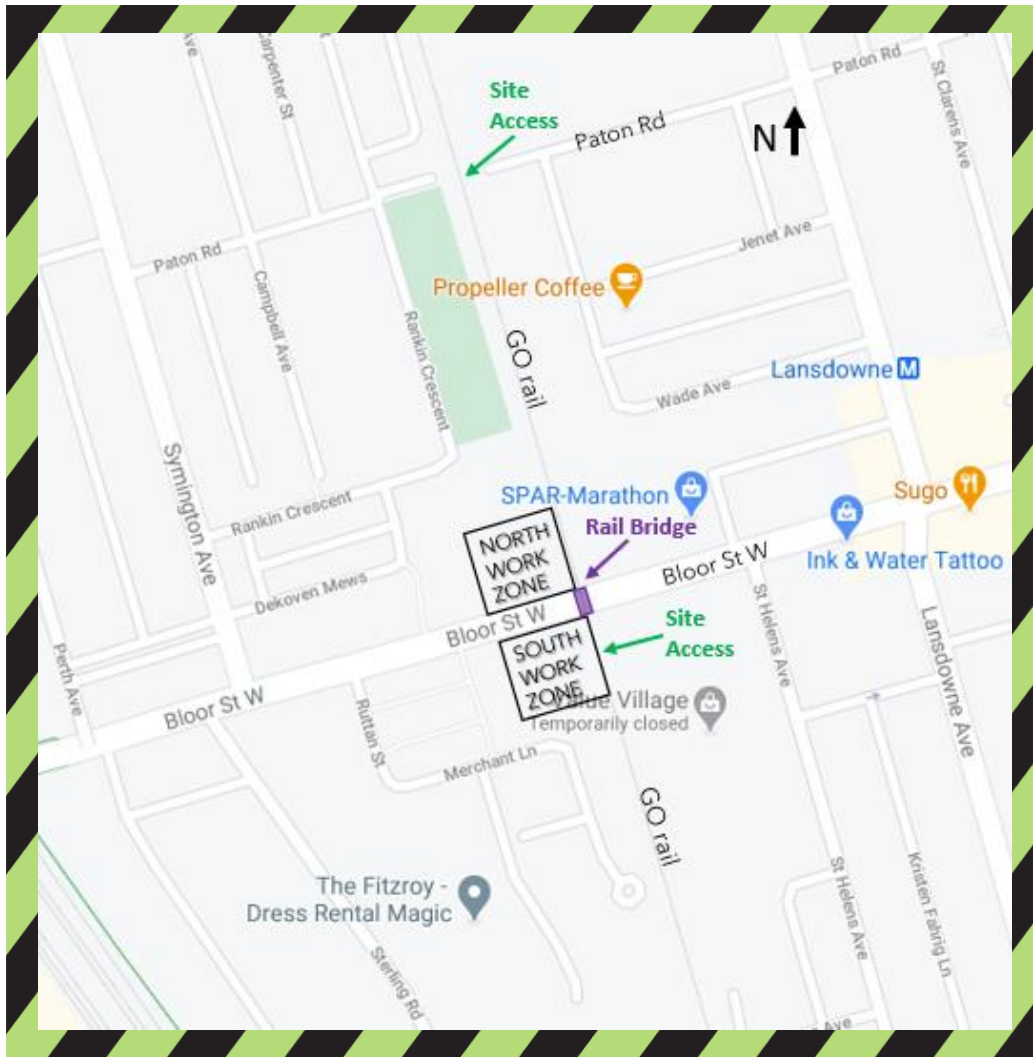 Ave
Carpenter St
Paton Rd
St Clarens Ave
Site
Access
Paton Rd
N
Paton Rd
Jenet Ave
Campbell Ave
Propeller Coffee
Rankin Crescent
GO rail
Lansdowne M
Wade Ave
Symington Ave
SPAR-Marathon
Sugo
Rankin Crescent
Rail Bridge
NORTH
WORK
ZONE
Bloor St W
Ink & Water Tattoo
Dekoven Mews
Bloor St W
St Helens Ave
Lansdowne Ave
Site
Access
SOUTH
WORK
ZONE
Perth Ave
Bloor St W
Ruttan St
Value Village
Temporarily closed
Merchant Ln
GO rail
The Fitzroy -
Dress Rental Magic
St Helens Ave
Kristen Fahrig Ln
Sterling Rd
Ave